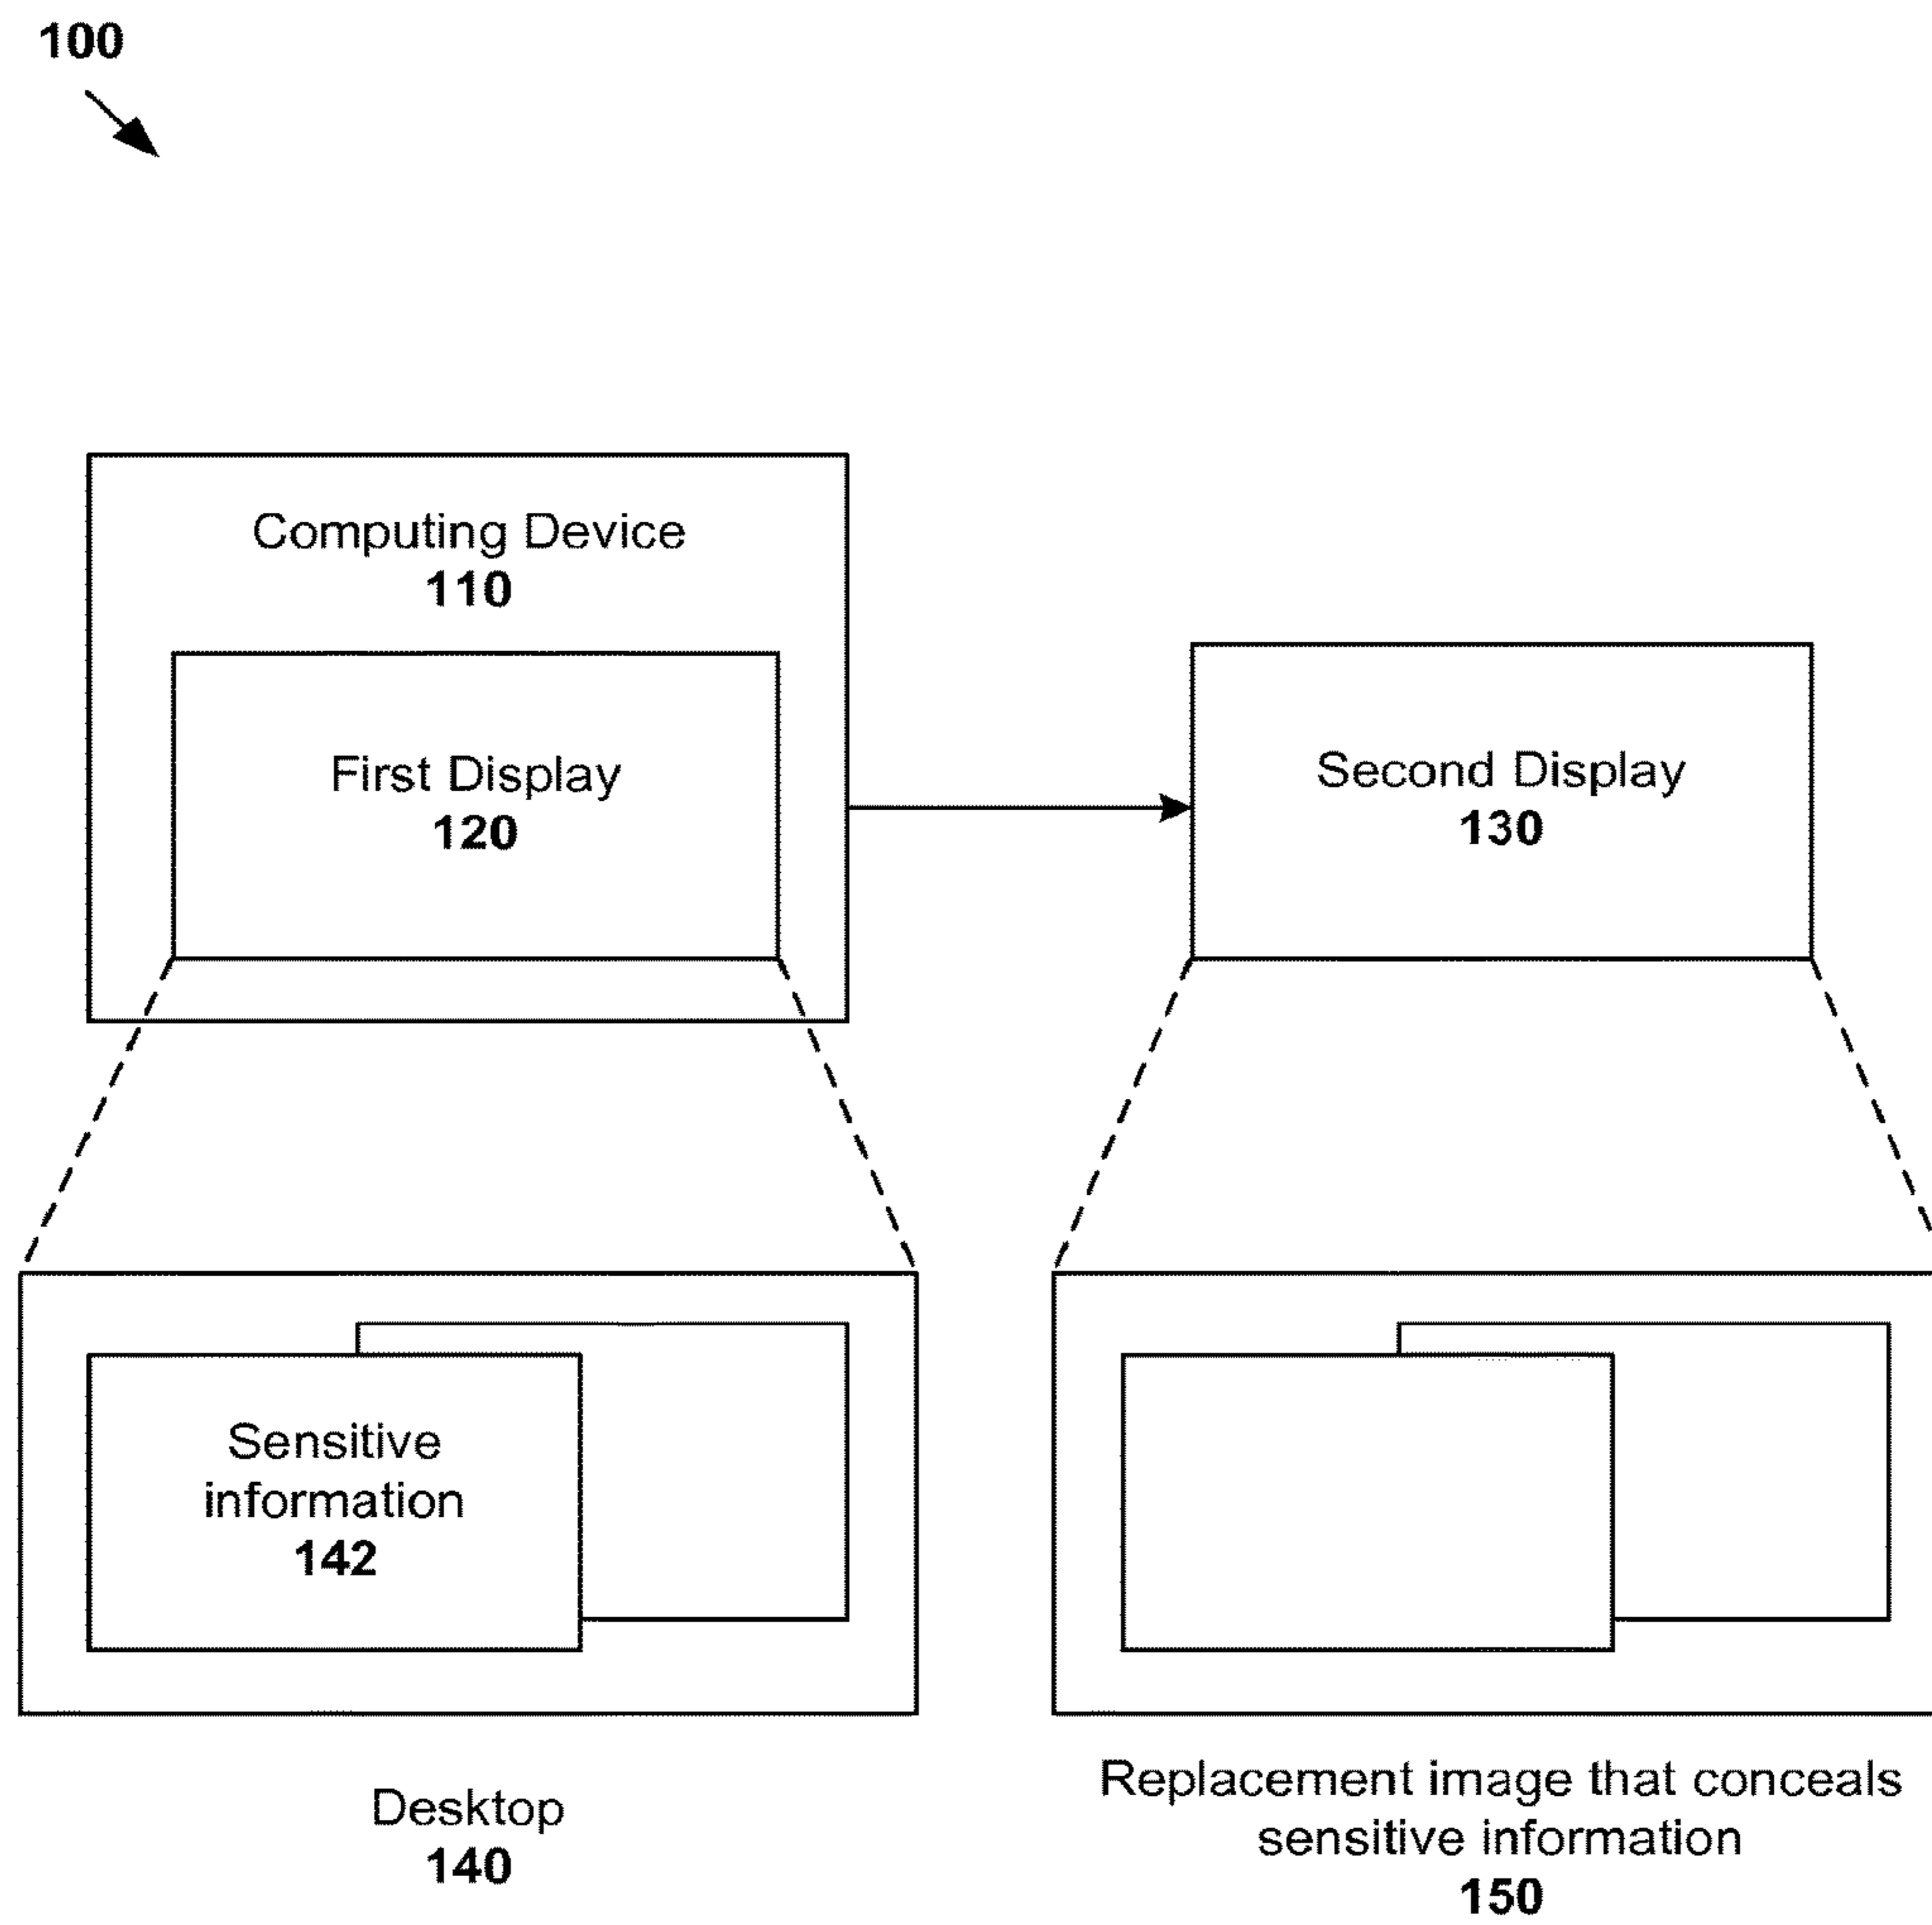 100
Computing Device
110
First Display
120
Second Display
130
Sensitive
information
142
Desktop
140
Replacement image that conceals
sensitive information
150